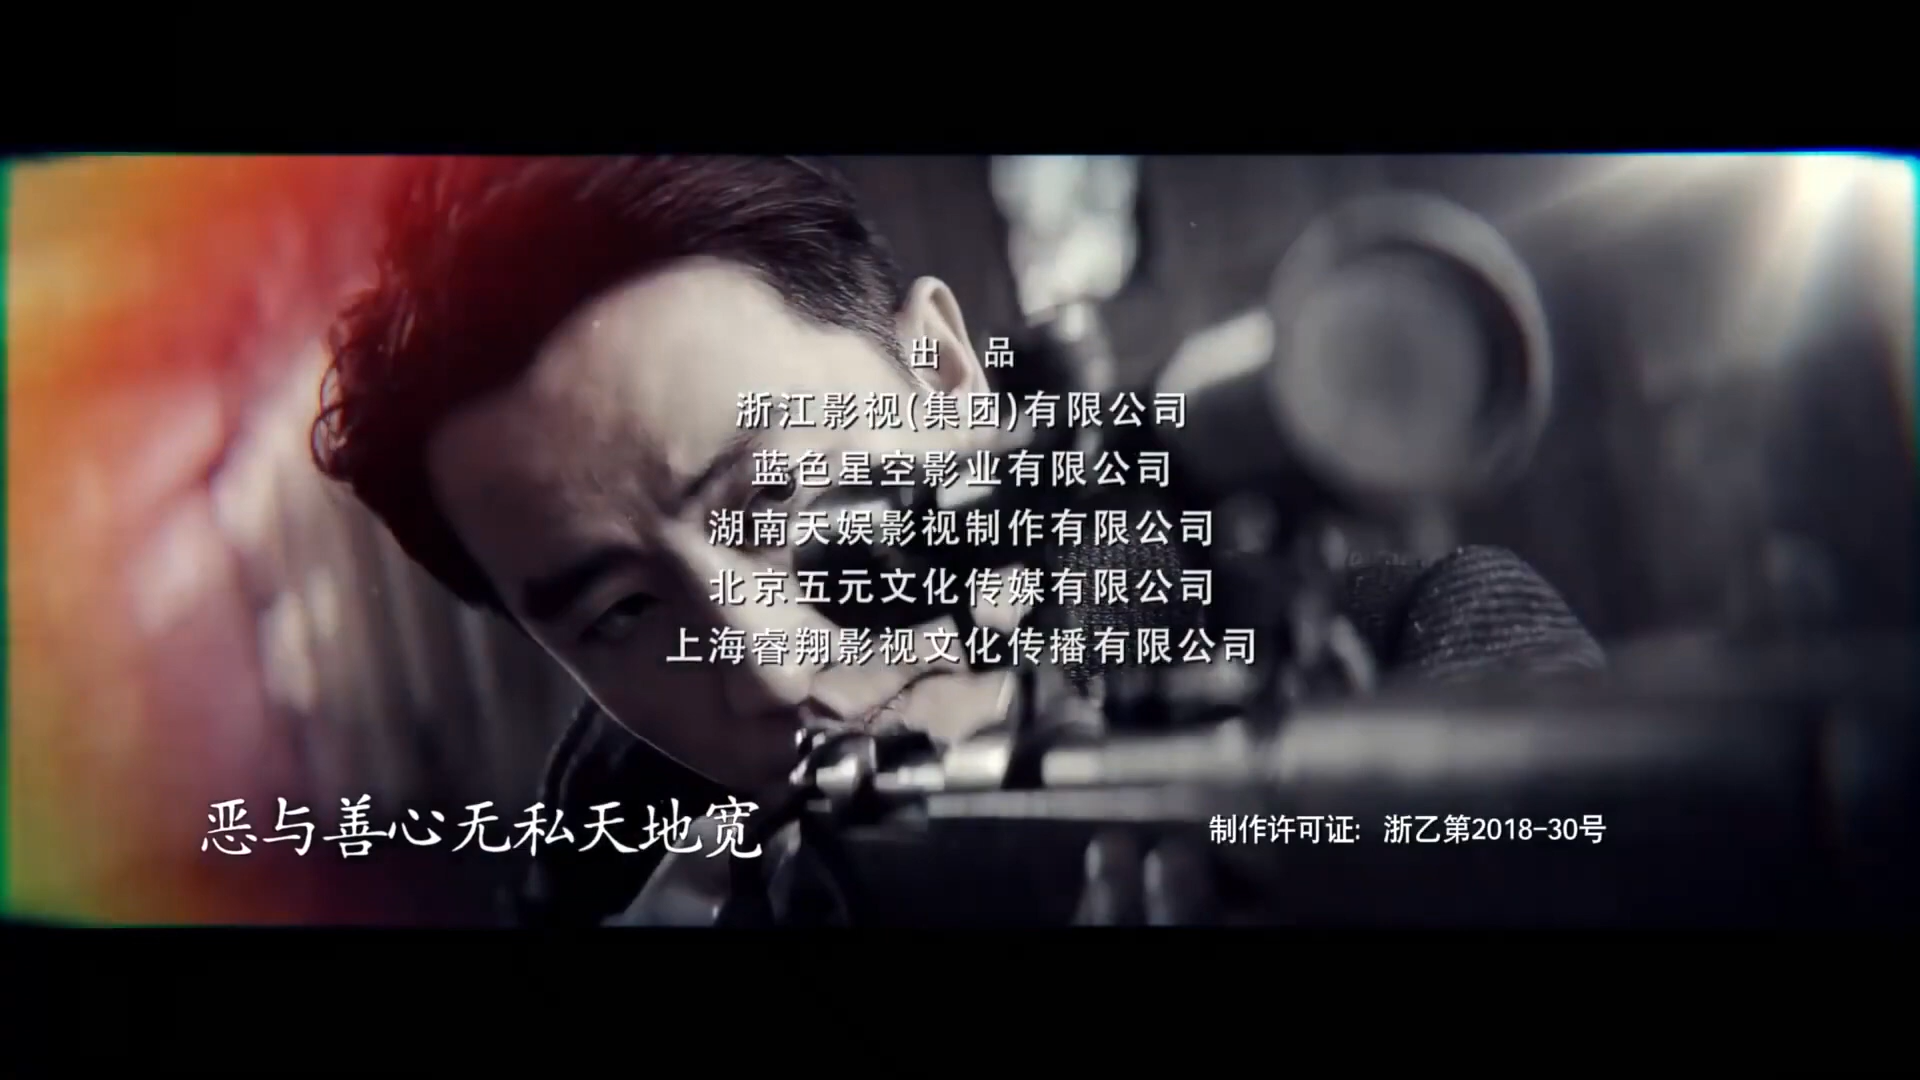 出 品
浙江影视(集团)有限公司
蓝色星空影业有限公司
湖南天娱影视制作有限公司
北京五元文化传媒有限公司
上海睿翔影视文化传播有限公司
恶与善心无私天地宽
制作许可证: 浙乙第2018-30号